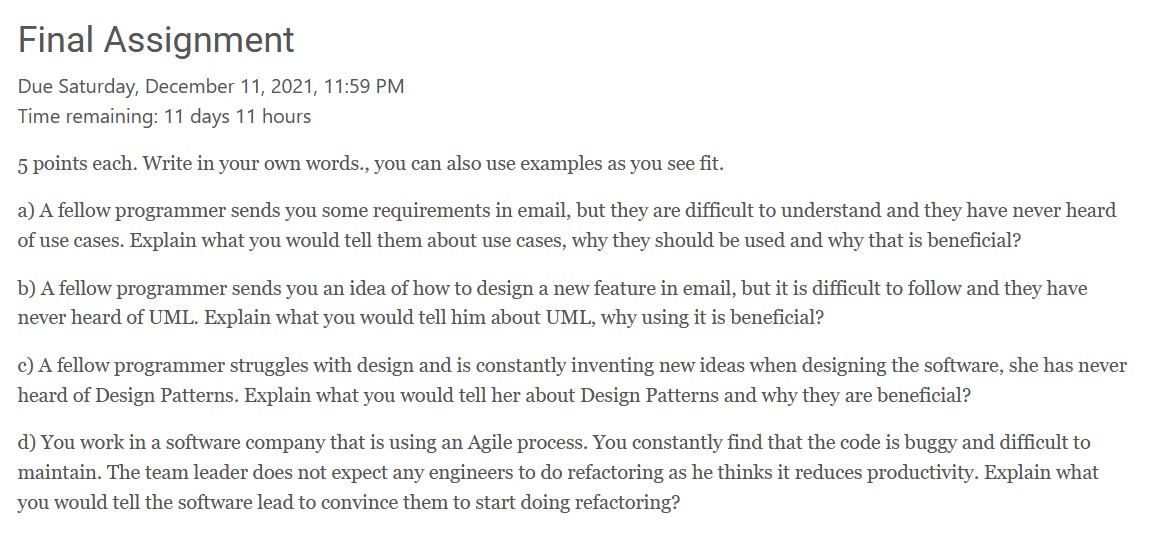 Final Assignment
Due Saturday, December 11, 2021, 11:59 PM
Time remaining: 11 days 11 hours
5 points each. Write in your own words., you can also use examples as you see fit.
a) A fellow programmer sends you some requirements in email, but they are difficult to understand and they have never heard
of use cases. Explain what you would tell them about use cases, why they should be used and why that is beneficial?
b) A fellow programmer sends you an idea of how to design a new feature in email, but it is difficult to follow and they have
never heard of UML. Explain what you would tell him about UML, why using it is beneficial?
c) A fellow programmer struggles with design and is constantly inventing new ideas when designing the software, she has never
heard of Design Patterns. Explain what you would tell her about Design Patterns and why they are beneficial?
d) You work in a software company that is using an Agile process. You constantly find that the code is buggy and difficult to
maintain. The team leader does not expect any engineers to do refactoring as he thinks it reduces productivity. Explain what
you would tell the software lead to convince them to start doing refactoring?